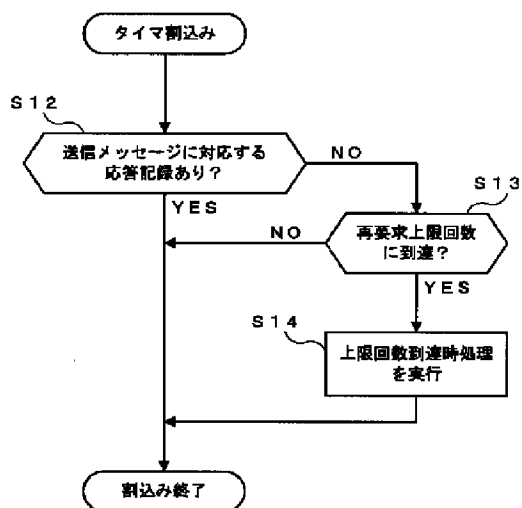 タイマ割込み
S12
送信メッセージに対応する
応答記録あり?
NO
YES
S13
再要求上限回数
に到達?
NO
YES
S14
上限回数到達時処理
を実行
割込み終了